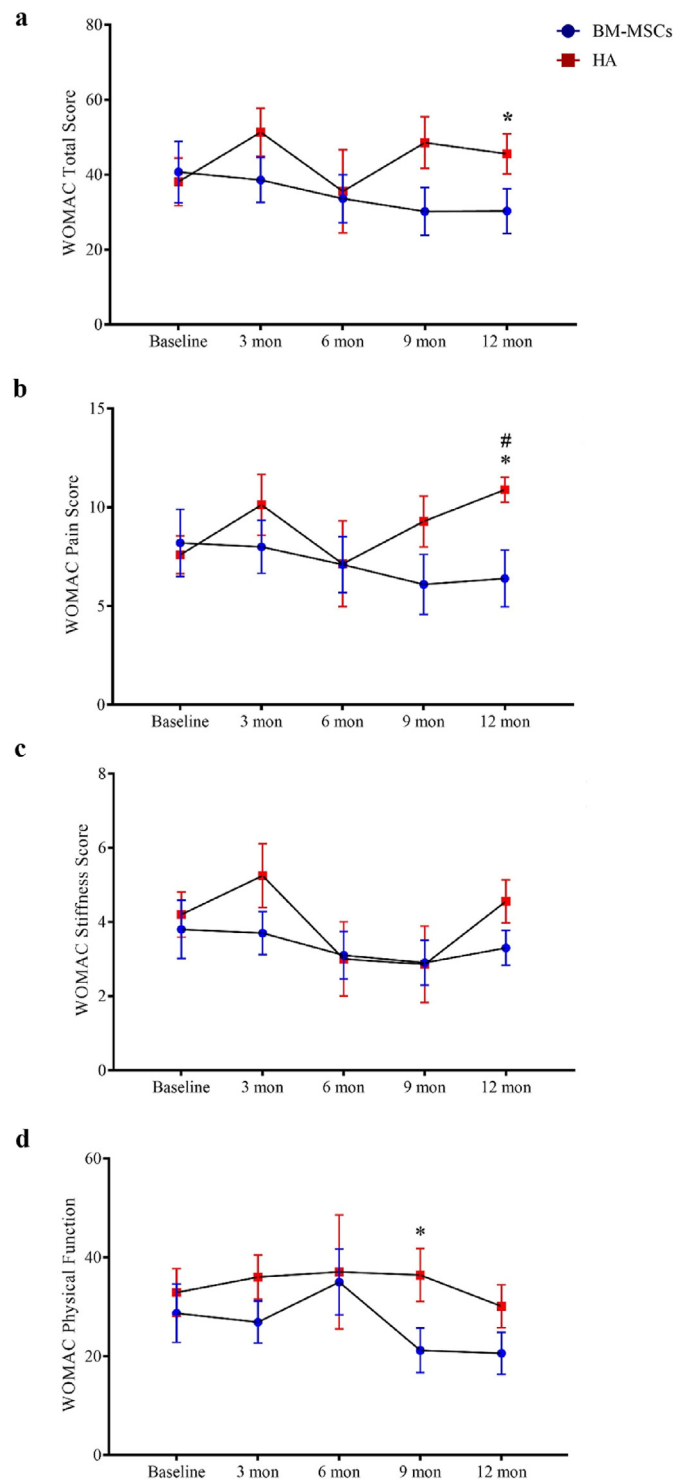 a
BM-MSCs
HA
WOMAC Total Score
80
60
40
20
0
*
Baseline 3 mon 6 mon 9 mon 12 mon
b
WOMAC Pain Score
15
10
5
0
#
*
Baseline 3 mon 6 mon 9 mon 12 mon
c
WOMAC Stiffness Score
8
6
4
2
0
Baseline 3 mon 6 mon 9 mon 12 mon
d
WOMAC Physical Function
60
40
20
0
*
Baseline 3 mon 6 mon 9 mon 12 mon